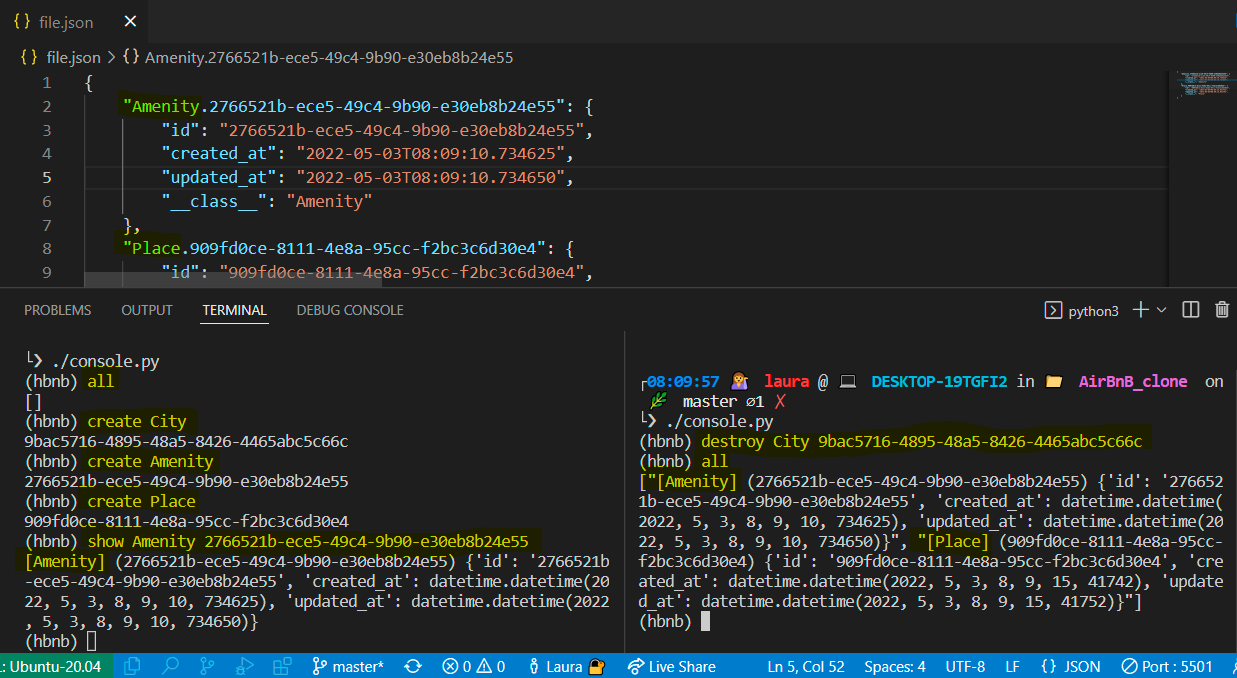 {} file.json
{} file.json > {} Amenity.2766521b-ece5-49c4-9b90-e30eb8b24e55
1 {
2 "Amenity.2766521b-ece5-49c4-9b90-e30eb8b24e55": {
3 "id": "2766521b-ece5-49c4-9b90-e30eb8b24e55",
4 "created_at": "2022-05-03T08:09:10.734625",
5 "updated_at": "2022-05-03T08:09:10.734650",
6 "__class__": "Amenity"
7 },
8 "Place.909fd0ce-8111-4e8a-95cc-f2bc3c6d30e4": {
9 "id": "909fd0ce-8111-4e8a-95cc-f2bc3c6d30e4",
PROBLEMS OUTPUT TERMINAL DEBUG CONSOLE python3
./console.py
(hbnb) all
[]
(hbnb) create City
9bac5716-4895-48a5-8426-4465abc5c66c
(hbnb) create Amenity
2766521b-ece5-49c4-9b90-e30eb8b24e55
(hbnb) create Place
909fd0ce-8111-4e8a-95cc-f2bc3c6d30e4
(hbnb) show Amenity 2766521b-ece5-49c4-9b90-e30eb8b24e55
[Amenity] (2766521b-ece5-49c4-9b90-e30eb8b24e55) {'id': '2766521b
-ece5-49c4-9b90-e30eb8b24e55', 'created_at': datetime.datetime(20
22, 5, 3, 8, 9, 10, 734625), 'updated_at': datetime.datetime(2022
, 5, 3, 8, 9, 10, 734650)}
(hbnb)
08:09:57 laura @ DESKTOP-19TGFI2 in AirBnB_clone on
master ∅1 ✗
./console.py
(hbnb) destroy City 9bac5716-4895-48a5-8426-4465abc5c66c
(hbnb) all
["[Amenity] (2766521b-ece5-49c4-9b90-e30eb8b24e55) {'id': '276652
1b-ece5-49c4-9b90-e30eb8b24e55', 'created_at': datetime.datetime(
2022, 5, 3, 8, 9, 10, 734625), 'updated_at': datetime.datetime(20
22, 5, 3, 8, 9, 10, 734650)}", "[Place] (909fd0ce-8111-4e8a-95cc-
f2bc3c6d30e4) {'id': '909fd0ce-8111-4e8a-95cc-f2bc3c6d30e4', 'cre
ated_at': datetime.datetime(2022, 5, 3, 8, 9, 15, 41742), 'update
d_at': datetime.datetime(2022, 5, 3, 8, 9, 15, 41752)}"]
(hbnb)
: Ubuntu-20.04 master* 0 0 Laura Live Share Ln 5, Col 52 Spaces: 4 UTF-8 LF {} JSON Port : 5501